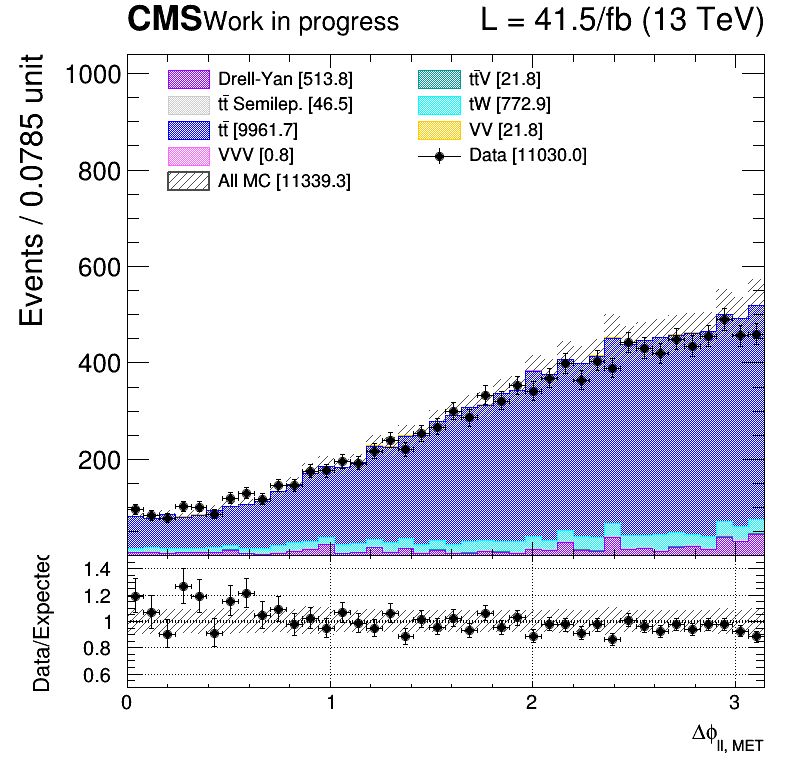 CMS Work in progress L = 41.5/fb (13 TeV)
Events / 0.0785 unit
1000
800
600
400
200
Drell-Yan [513.8]
tt̄ Semilep. [46.5]
tt̄ [9961.7]
VVV [0.8]
All MC [11339.3]
tt̄V [21.8]
tW [772.9]
VV [21.8]
Data [11030.0]
Data/Expected
1.4
1.2
1
0.8
0.6
0 1 2 3
Δϕll, MET